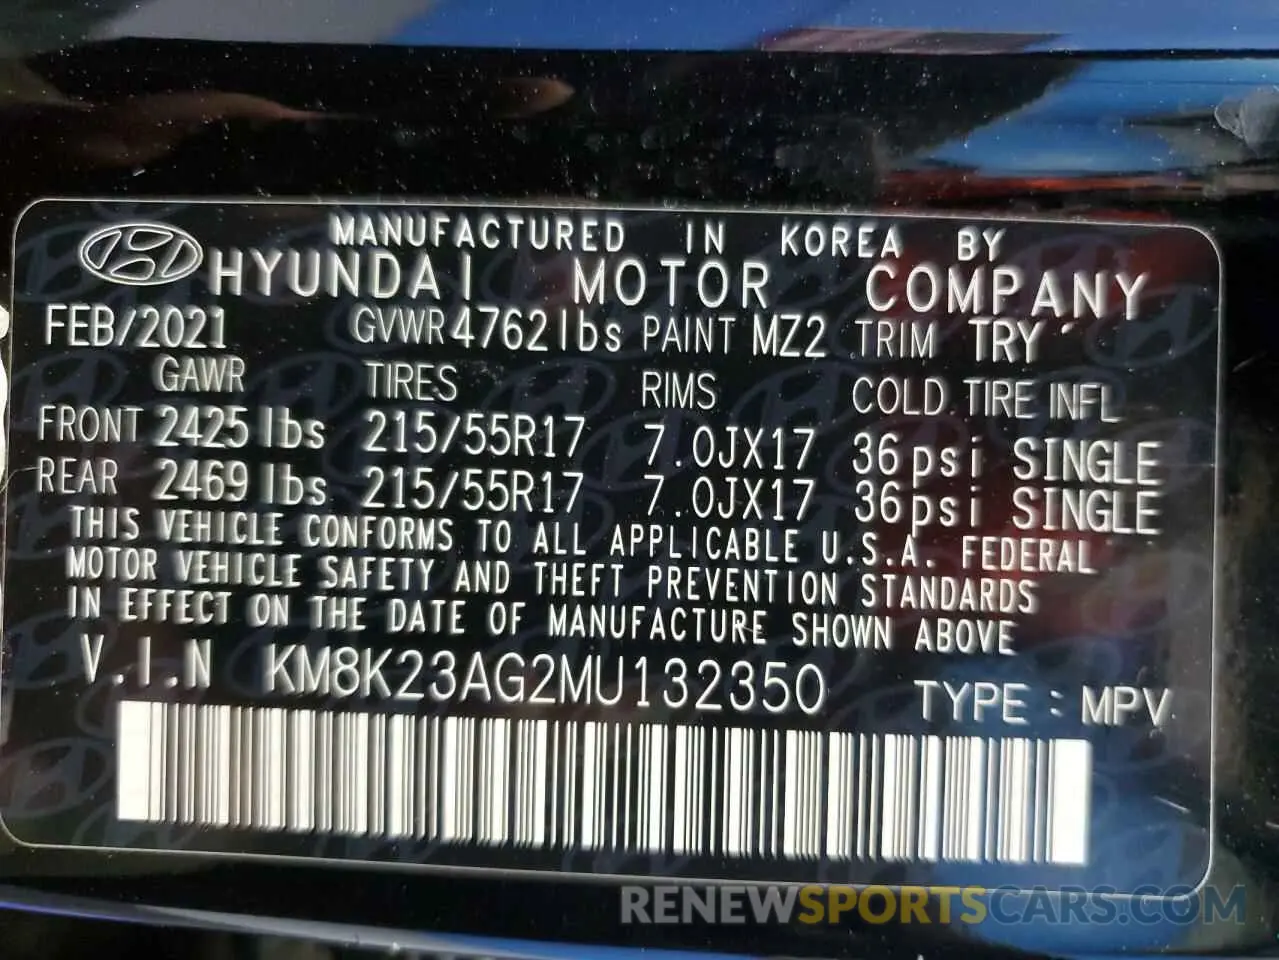 MANUFACTURED IN KOREA BY
HYUNDAI MOTOR COMPANY
FEB/2021 GVWR 4762lbs PAINT MZ2 TRIM TRY
GAWR TIRES RIMS COLD TIRE INFL
FRONT 2425 lbs 215/55R17 7.0JX17 36psi SINGLE
REAR 2469 lbs 215/55R17 7.0JX17 36psi SINGLE
THIS VEHICLE CONFORMS TO ALL APPLICABLE U.S.A. FEDERAL
MOTOR VEHICLE SAFETY AND THEFT PREVENTION STANDARDS
IN EFFECT ON THE DATE OF MANUFACTURE SHOWN ABOVE
V.I.N KM8K23AG2MU132350 TYPE : MPV
RENEWSPORTSCARS.COM